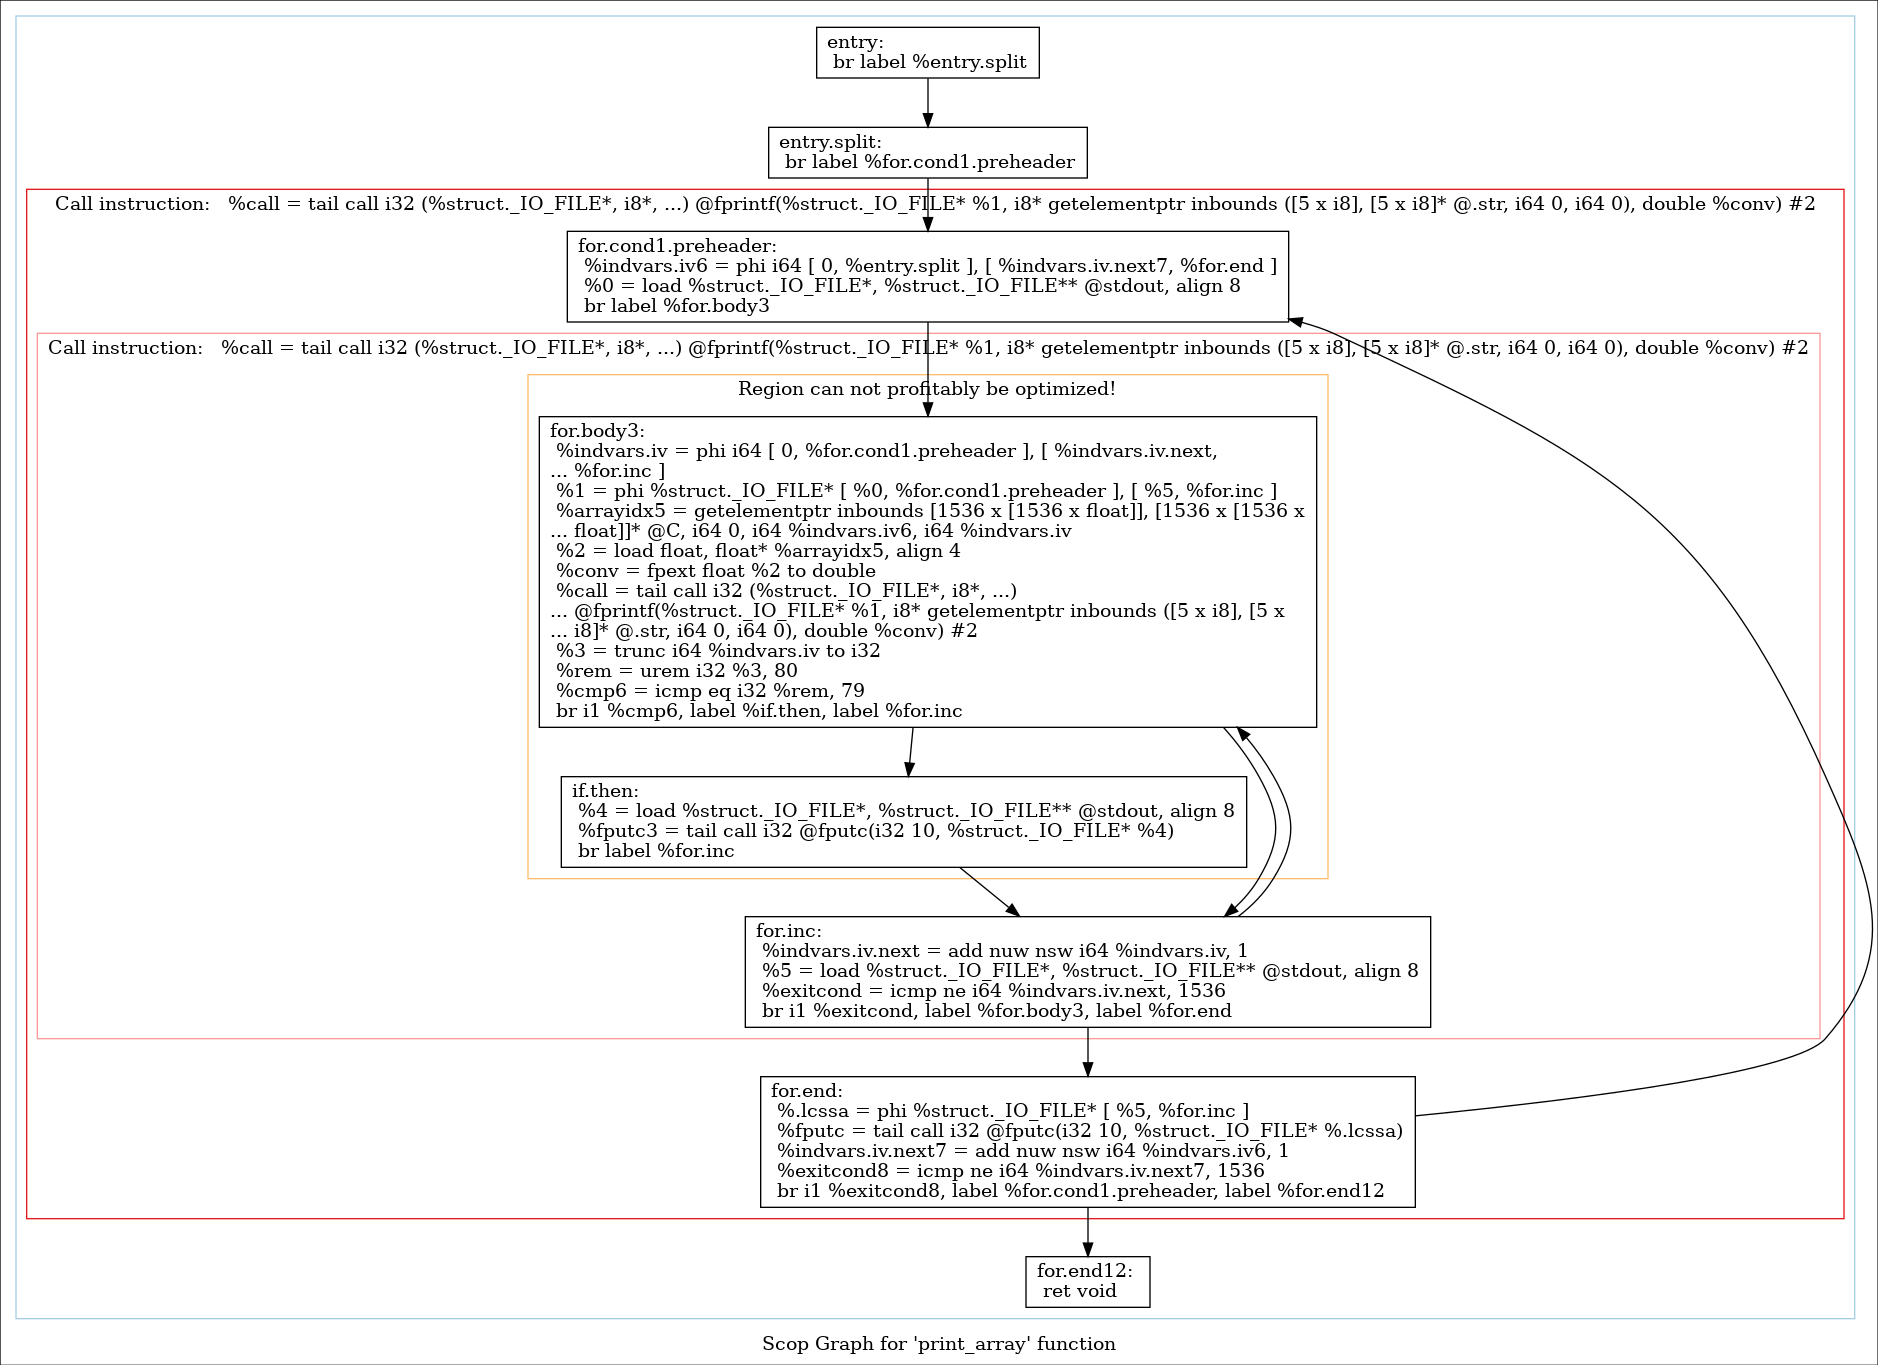 entry:
br label %entry.split
entry.split:
br label %for.cond1.preheader
Call instruction:   %call = tail call i32 (%struct._IO_FILE*, i8*, ...) @fprintf(%struct._IO_FILE* %1, i8* getelementptr inbounds ([5 x i8], [5 x i8]* @.str, i64 0, i64 0), double %conv) #2
for.cond1.preheader:
%indvars.iv6 = phi i64 [ 0, %entry.split ], [ %indvars.iv.next7, %for.end ]
%0 = load %struct._IO_FILE*, %struct._IO_FILE** @stdout, align 8
br label %for.body3
Call instruction:   %call = tail call i32 (%struct._IO_FILE*, i8*, ...) @fprintf(%struct._IO_FILE* %1, i8* getelementptr inbounds ([5 x i8], [5 x i8]* @.str, i64 0, i64 0), double %conv) #2
Region can not profitably be optimized!
for.body3:
%indvars.iv = phi i64 [ 0, %for.cond1.preheader ], [ %indvars.iv.next,
... %for.inc ]
%1 = phi %struct._IO_FILE* [ %0, %for.cond1.preheader ], [ %5, %for.inc ]
%arrayidx5 = getelementptr inbounds [1536 x [1536 x float]], [1536 x [1536 x
... float]]* @C, i64 0, i64 %indvars.iv6, i64 %indvars.iv
%2 = load float, float* %arrayidx5, align 4
%conv = fpext float %2 to double
%call = tail call i32 (%struct._IO_FILE*, i8*, ...)
... @fprintf(%struct._IO_FILE* %1, i8* getelementptr inbounds ([5 x i8], [5 x
... i8]* @.str, i64 0, i64 0), double %conv) #2
%3 = trunc i64 %indvars.iv to i32
%rem = urem i32 %3, 80
%cmp6 = icmp eq i32 %rem, 79
br i1 %cmp6, label %if.then, label %for.inc
if.then:
%4 = load %struct._IO_FILE*, %struct._IO_FILE** @stdout, align 8
%fputc3 = tail call i32 @fputc(i32 10, %struct._IO_FILE* %4)
br label %for.inc
for.inc:
%indvars.iv.next = add nuw nsw i64 %indvars.iv, 1
%5 = load %struct._IO_FILE*, %struct._IO_FILE** @stdout, align 8
%exitcond = icmp ne i64 %indvars.iv.next, 1536
br i1 %exitcond, label %for.body3, label %for.end
for.end:
%.lcssa = phi %struct._IO_FILE* [ %5, %for.inc ]
%fputc = tail call i32 @fputc(i32 10, %struct._IO_FILE* %.lcssa)
%indvars.iv.next7 = add nuw nsw i64 %indvars.iv6, 1
%exitcond8 = icmp ne i64 %indvars.iv.next7, 1536
br i1 %exitcond8, label %for.cond1.preheader, label %for.end12
for.end12:
ret void
Scop Graph for 'print_array' function